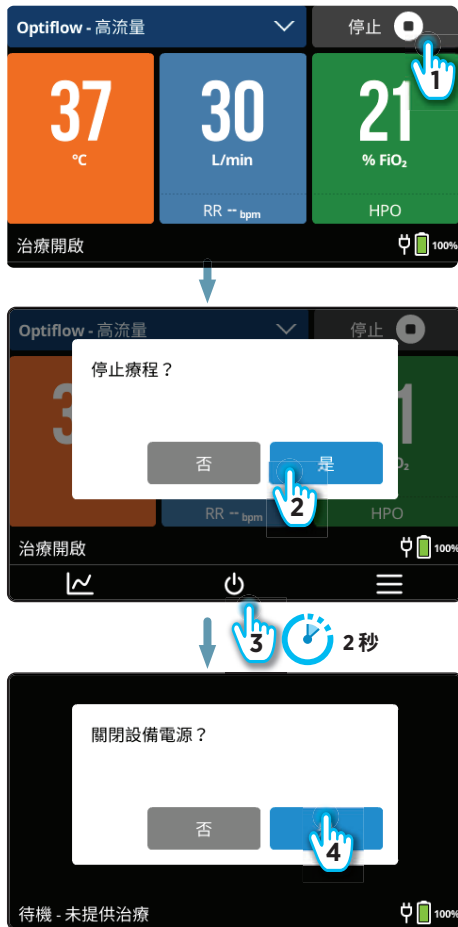 Optiflow - 高流量 停止
1
37 30 21
°C L/min % FiO₂
RR -- bpm HPO
治療開啟 100%
Optiflow - 高流量 停止
停止療程？
否 是
2
RR -- bpm HPO
治療開啟 100%
3 2 秒
關閉設備電源？
否
4
待機 - 未提供治療 100%